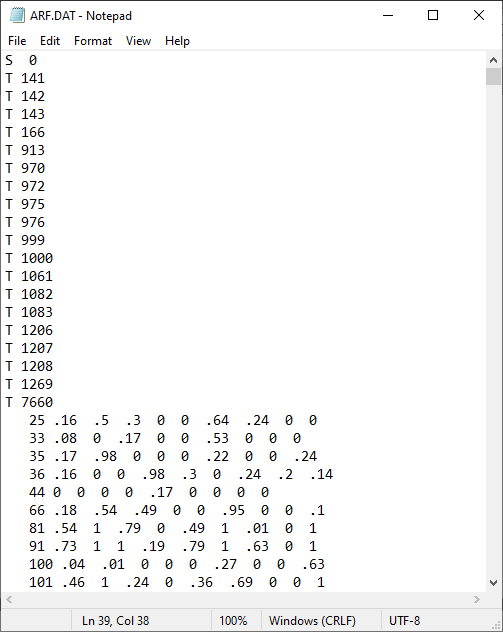 ARF.DAT - Notepad
File Edit Format View Help
S  0
T 141
T 142
T 143
T 166
T 913
T 970
T 972
T 975
T 976
T 999
T 1000
T 1061
T 1082
T 1083
T 1206
T 1207
T 1208
T 1269
T 7660
   25 .16  .5  .3  0  0  .64  .24  0  0
   33 .08  0  .17  0  0  .53  0  0  0
   35 .17  .98  0  0  0  .22  0  0  .24
   36 .16  0  0  .98  .3  0  .24  .2  .14
   44 0  0  0  0  .17  0  0  0  0
   66 .18  .54  .49  0  0  .95  0  0  .1
   81 .54  1  .79  0  .49  1  .01  0  1
   91 .73  1  1  .19  .79  1  .63  0  1
   100 .04  .01  0  0  0  .27  0  0  .63
   101 .46  1  .24  0  .36  .69  0  0  1
Ln 39, Col 38 100% Windows (CRLF) UTF-8